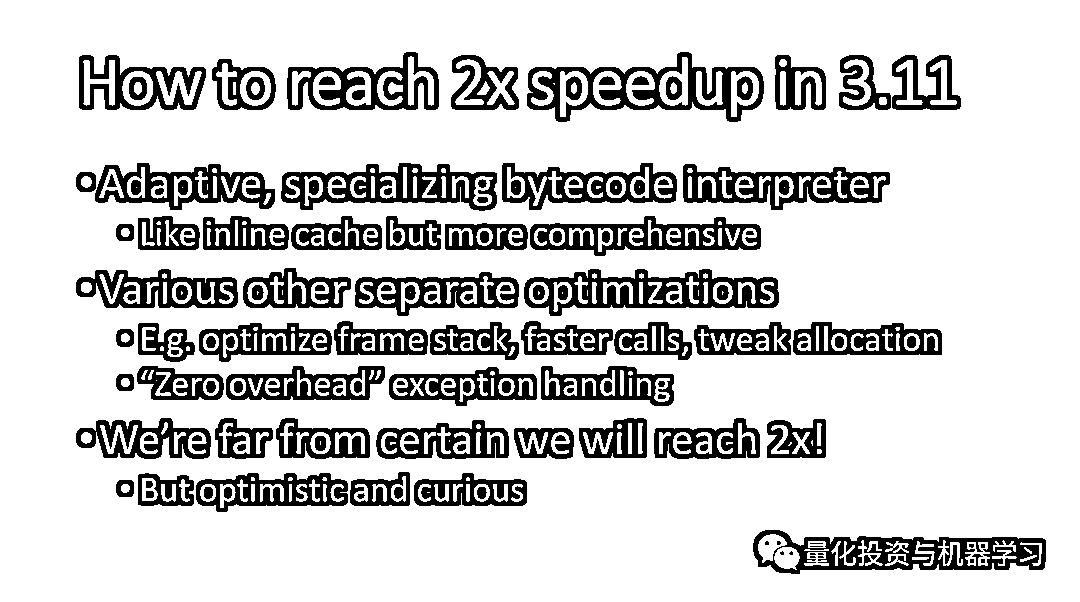 How to reach 2x speedup in 3.11
•Adaptive, specializing bytecode interpreter
•Like inline cache but more comprehensive
•Various other separate optimizations
•E.g. optimize frame stack, faster calls, tweak allocation
•“Zero overhead” exception handling
•We’re far from certain we will reach 2x!
•But optimistic and curious
量化投资与机器学习